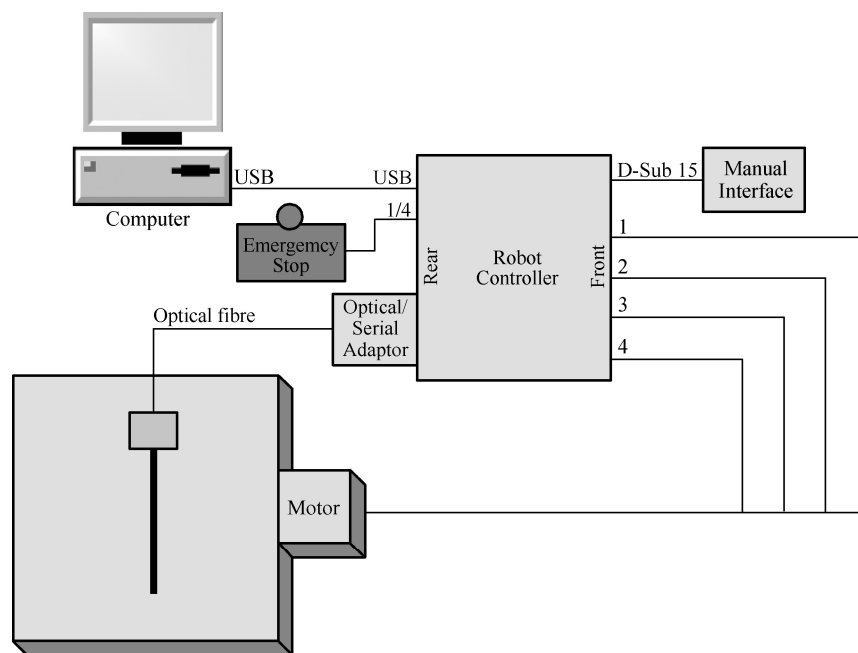 USB
USB
D-Sub 15
Manual
Interface
Computer
1/4
1
Emergemcy
Stop
Rear
Robot
Controller
Front
2
Optical fibre
Optical/
Serial
Adaptor
3
4
Motor